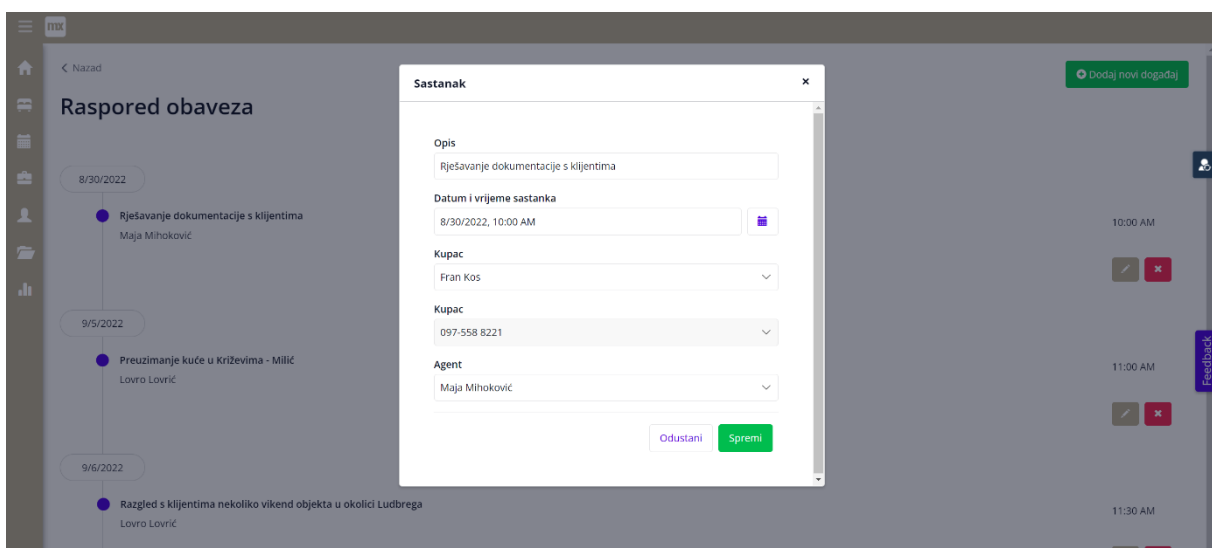 mx
Nazad
Dodaj novi događaj
Raspored obaveza
8/30/2022
Rješavanje dokumentacije s klijentima
Maja Mihoković
10:00 AM
9/5/2022
Preuzimanje kuće u Križevima - Milić
Lovro Lovrić
11:00 AM
9/6/2022
Razgled s klijentima nekoliko vikend objekta u okolici Ludbrega
Lovro Lovrić
11:30 AM
Sastanak
Opis
Rješavanje dokumentacije s klijentima
Datum i vrijeme sastanka
8/30/2022, 10:00 AM
Kupac
Fran Kos
Kupac
097-558 8221
Agent
Maja Mihoković
Odustani Spremi
Feedback